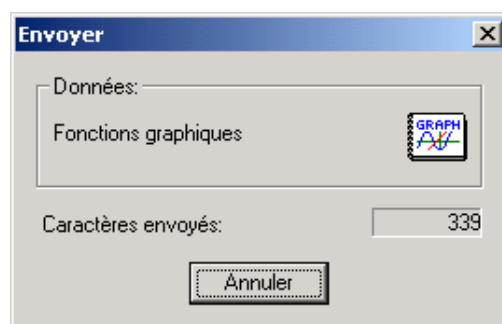 Envoyer
Données:
Fonctions graphiques
GRAPH
Caractères envoyés:
339
Annuler